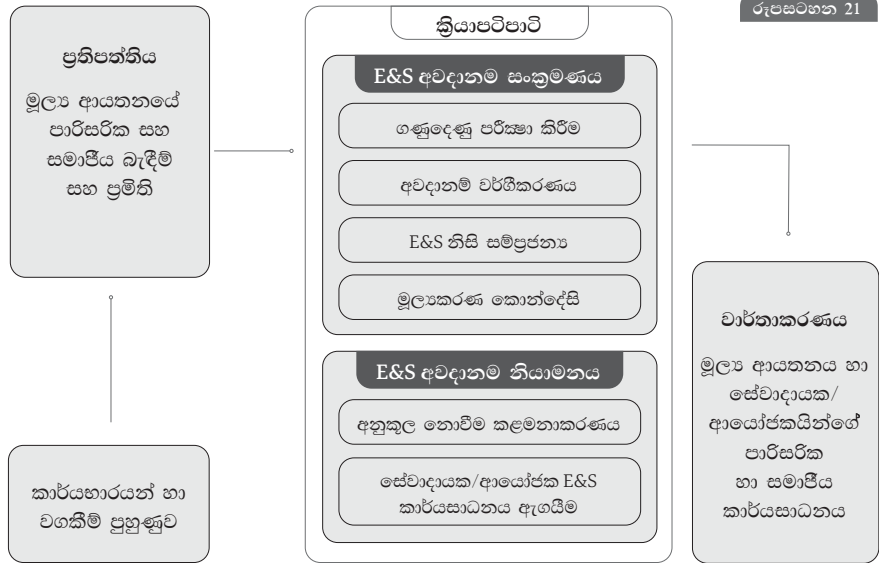 රූපසටහන 21
ප්‍රතිපත්තිය
මූල්‍ය ආයතනයේ
පාරිසරික සහ
සමාජීය බැඳීම්
සහ ප්‍රමිති
කාර්යභාරයන් හා
වගකීම් පුහුණුව
ක්‍රියාපටිපාටි
E&S අවදානම සංක්‍රමණය
ගණුදෙණු පරීක්‍ෂා කිරීම
අවදානම් වර්ගීකරණය
E&S නිසි සම්ප්‍රජන්‍ය
මූල්‍යකරණ කොන්දේසි
E&S අවදානම නියාමනය
අනුකූල නොවීම කළමනාකරණය
සේවාදායක/ආයෝජක E&S
කාර්යසාධනය ඇගයීම
වාර්තාකරණය
මූල්‍ය ආයතනය හා
සේවාදායක/
ආයෝජකයින්ගේ
පාරිසරික
හා සමාජීය
කාර්යසාධනය